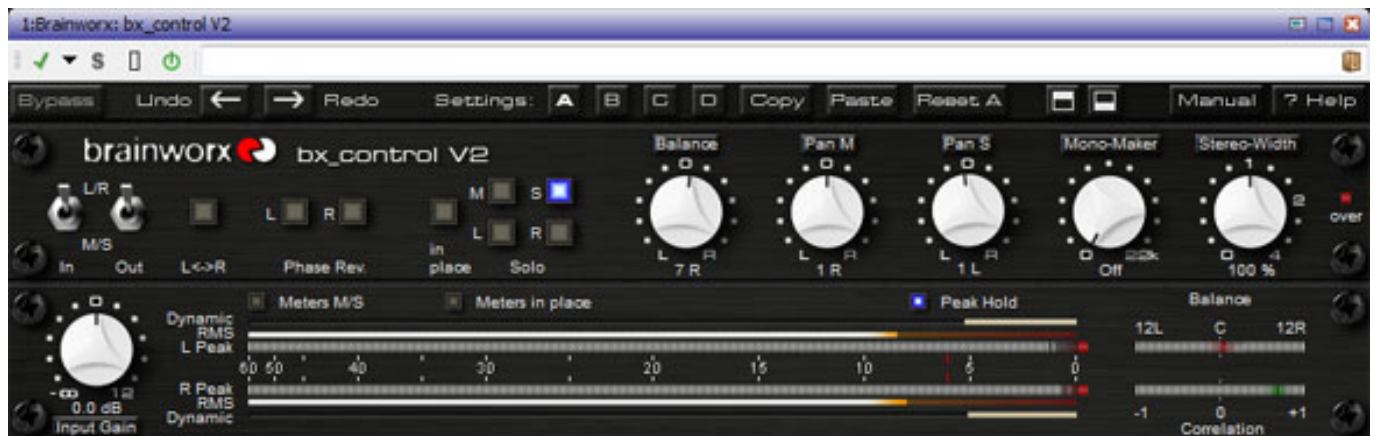 1:Brainworx: bx_control V2
S
Bypass Undo ← → Redo Settings: A B C D Copy Paste Reset A Manual ? Help
brainworx bx_control V2 Balance Pan M Pan S Mono-Maker Stereo-Width
0 0 0 1
L/R M S 2 over
L R L R
M/S in L R L R L R 0 22k 0 4
In Out L<->R Phase Rev. place Solo 7 R 1 R 1 L Off 100 %
0 Meters M/S Meters in place Peak Hold Balance
Dynamic
RMS 12L C 12R
L Peak
60 50 40 30 20 15 10 5 0
-∞ 12 R Peak
0.0 dB RMS -1 0 +1
Input Gain Dynamic Correlation